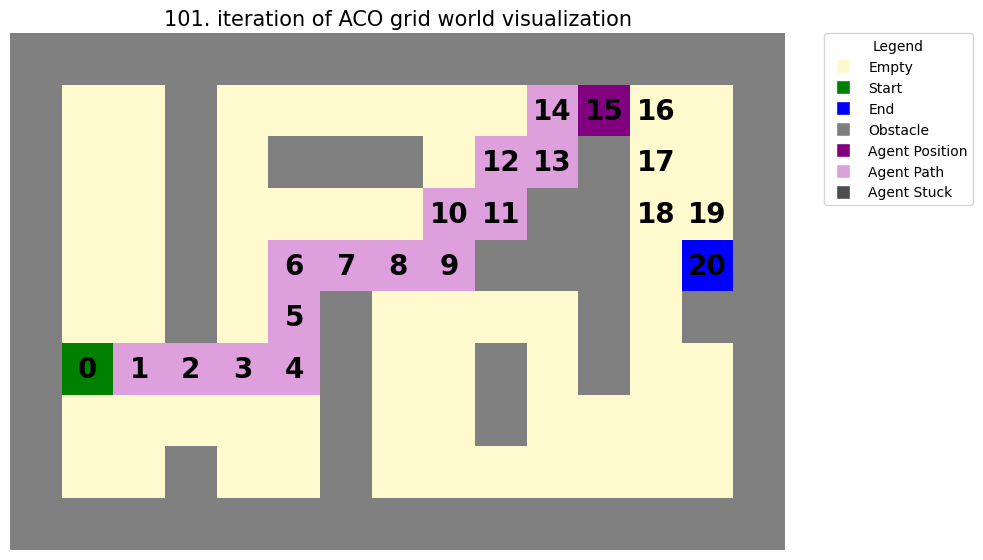 101. iteration of ACO grid world visualization
Legend
Empty
Start
End
Obstacle
Agent Position
Agent Path
Agent Stuck
14 15 16
12 13 17
10 11 18 19
6 7 8 9 20
5
0 1 2 3 4